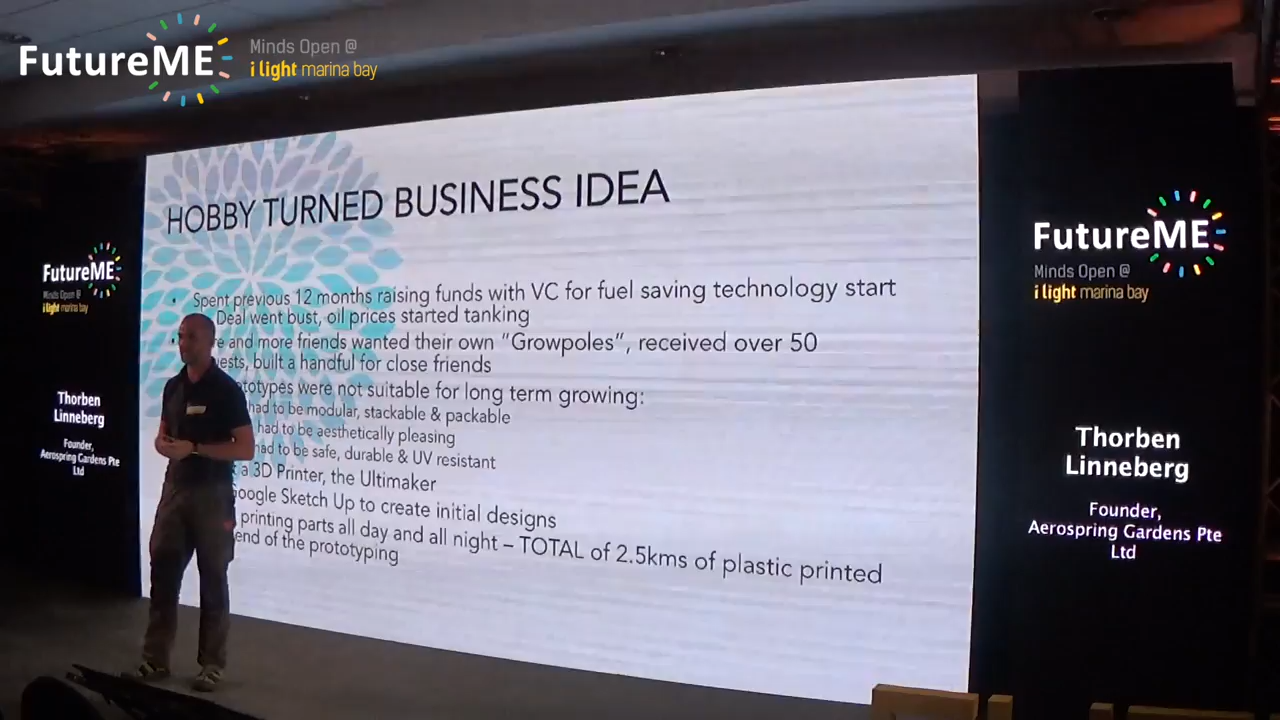 FutureME
Minds Open @
i light marina bay
HOBBY TURNED BUSINESS IDEA
• Spent previous 12 months raising funds with VC for fuel saving technology start
Deal went bust, oil prices started tanking
and more friends wanted their own "Growpoles", received over 50
built a handful for close friends
were not suitable for long term growing:
had to be modular, stackable & packable
had to be aesthetically pleasing
had to be safe, durable & UV resistant
a 3D Printer, the Ultimaker
Google Sketch Up to create initial designs
printing parts all day and all night – TOTAL of 2.5kms of plastic printed
end of the prototyping
FutureME
Minds Open @
i light marina bay
Thorben
Linneberg
Founder,
Aerospring Gardens Pte
Ltd
FutureME
Minds Open @
i light marina bay
Thorben
Linneberg
Founder,
Aerospring Gardens Pte
Ltd